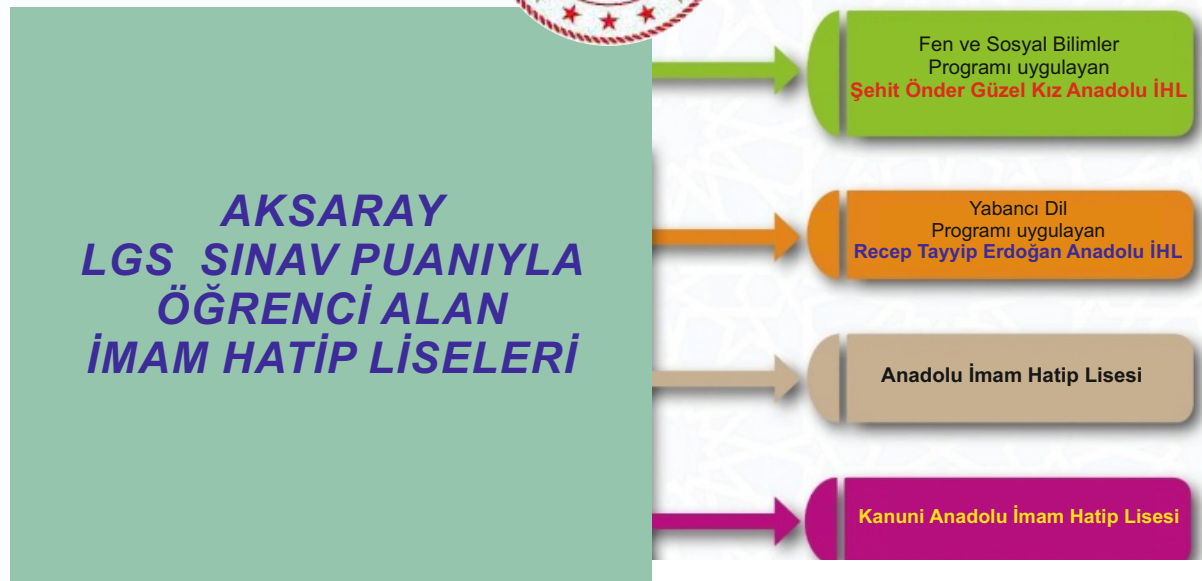 AKSARAY
LGS SINAV PUANIYLA
ÖĞRENCİ ALAN
İMAM HATİP LİSELERİ
Fen ve Sosyal Bilimler
Programı uygulayan
Şehit Önder Güzel Kız Anadolu İHL
Yabancı Dil
Programı uygulayan
Recep Tayyip Erdoğan Anadolu İHL
Anadolu İmam Hatip Lisesi
Kanuni Anadolu İmam Hatip Lisesi